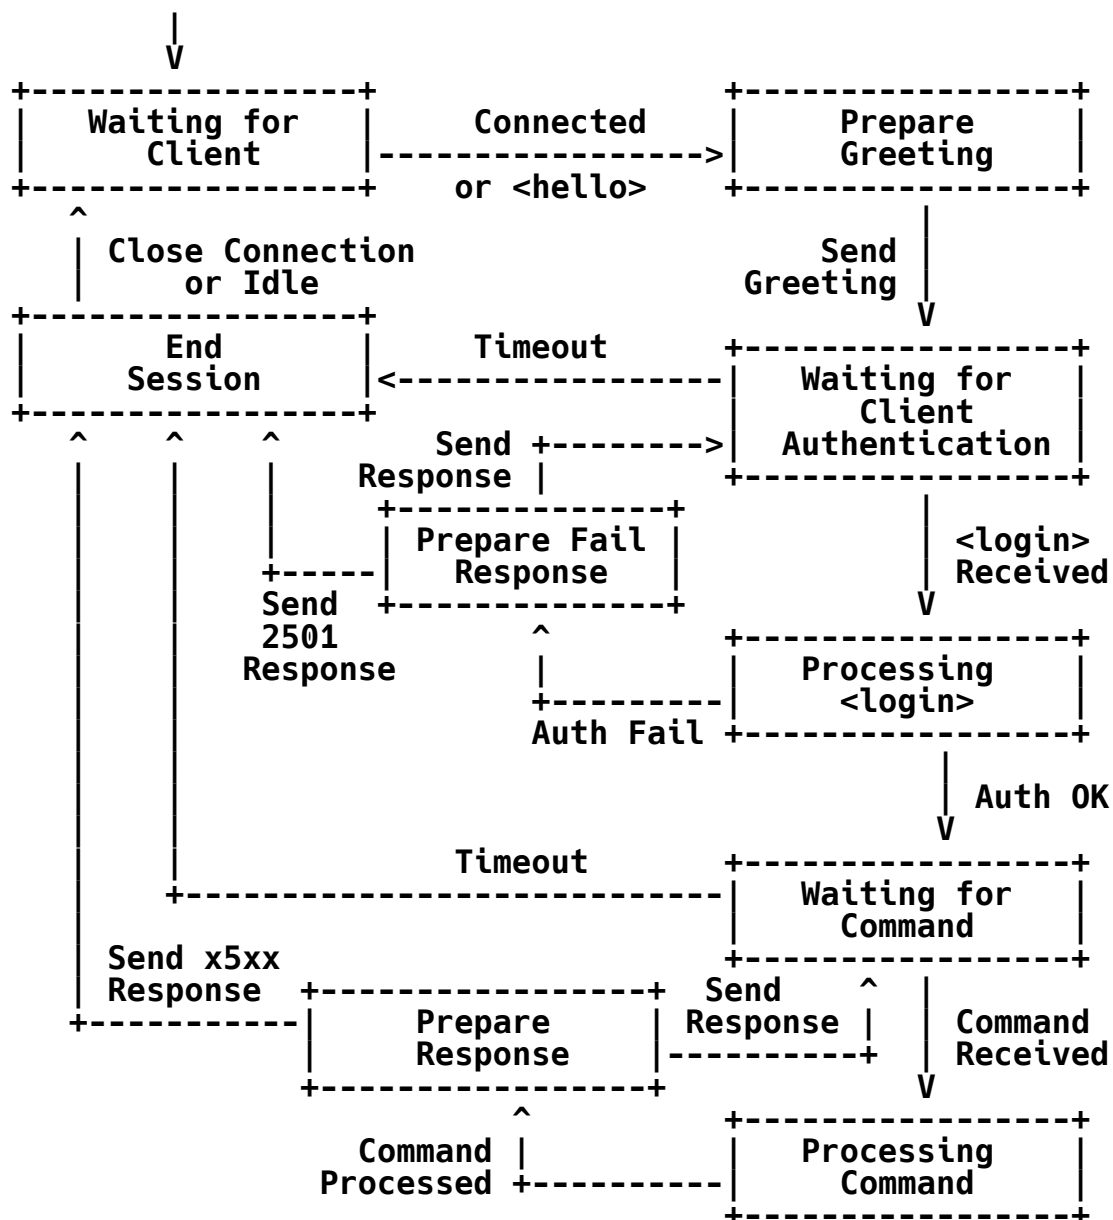 |
                V
+-----------------+                  +-----------------+
|   Waiting for   |     Connected    |     Prepare     |
|      Client     |----------------->|     Greeting    |
+-----------------+    or <hello>    +-----------------+
   ^                                            |
   | Close Connection                     Send  |
   |     or Idle                      Greeting  |
+-----------------+                             V
|       End       |     Timeout      +-----------------+
|     Session     |<-----------------|   Waiting for   |
+-----------------+                  |      Client     |
   ^    ^    ^        Send +-------->|  Authentication |
   |    |    |    Response |         +-----------------+
   |    |    |     +--------------+            |
   |    |    |     | Prepare Fail |            | <login>
   |    |    +-----|   Response   |            | Received
   |    |    Send  +--------------+            V
   |    |    2501          ^         +-----------------+
   |    |   Response       |         |   Processing    |
   |    |                  +---------|     <login>     |
   |    |                  Auth Fail +-----------------+
   |    |                                       |
   |    |                                       | Auth OK
   |    |                                       V
   |    |              Timeout       +-----------------+
   |    +----------------------------|   Waiting for   |
   |                                 |     Command     |
   | Send x5xx                       +-----------------+
   | Response  +-----------------+  Send    ^  |
   +-----------|     Prepare     | Response |  | Command
               |     Response    |----------+  | Received
               +-----------------+             V
                          ^          +-----------------+
                  Command |          |   Processing    |
                Processed +----------|     Command     |
                                     +-----------------+